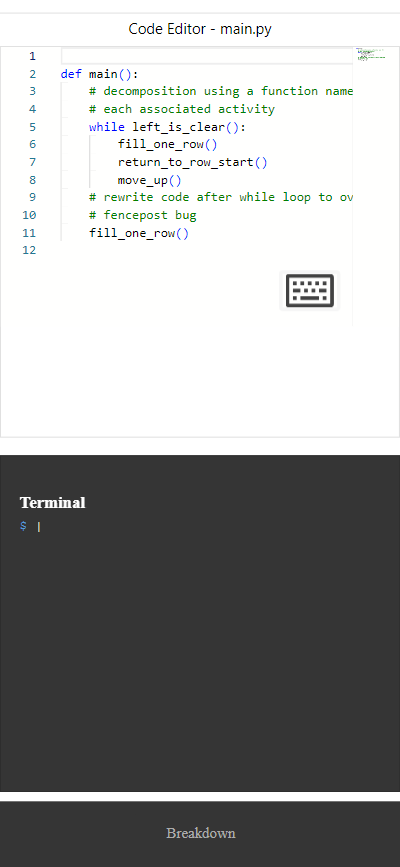 Code Editor - main.py
1
2 def main():
3 # decomposition using a function name
4 # each associated activity
5 while left_is_clear():
6 fill_one_row()
7 return_to_row_start()
8 move_up()
9 # rewrite code after while loop to ov
10 # fencepost bug
11 fill_one_row()
12
Terminal
$
Breakdown